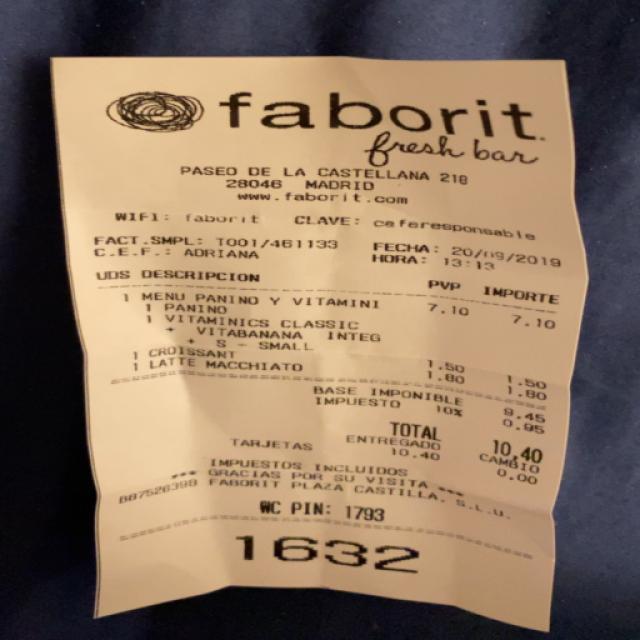 faborit
fresh bar
PASEO DE LA CASTELLANA 218
28046 MADRID
www.faborit.com
WIFI: faborit CLAVE: caferesponsable
FACT.SMPL: T001/461133 FECHA: 20/09/2019
C.E.F.: ADRIANA HORA: 13:13
UDS DESCRIPCION PVP IMPORTE
1 MENU PANINO Y VITAMINI 7.10 7.10
1 PANINO
1 VITAMINICS CLASSIC
+ VITABANANA INTEG
+ S - SMALL
1 CROISSANT 1.50 1.50
1 LATTE MACCHIATO 1.80 1.80
BASE IMPONIBLE 9.45
IMPUESTO 10% 0.95
TOTAL 10,40
ENTREGADO CAMBIO
TARJETAS 10.40 0.00
IMPUESTOS INCLUIDOS
*** GRACIAS POR SU VISITA ***
B87526398 FABORIT PLAZA CASTILLA, S.L.U.
WC PIN: 1793
1632